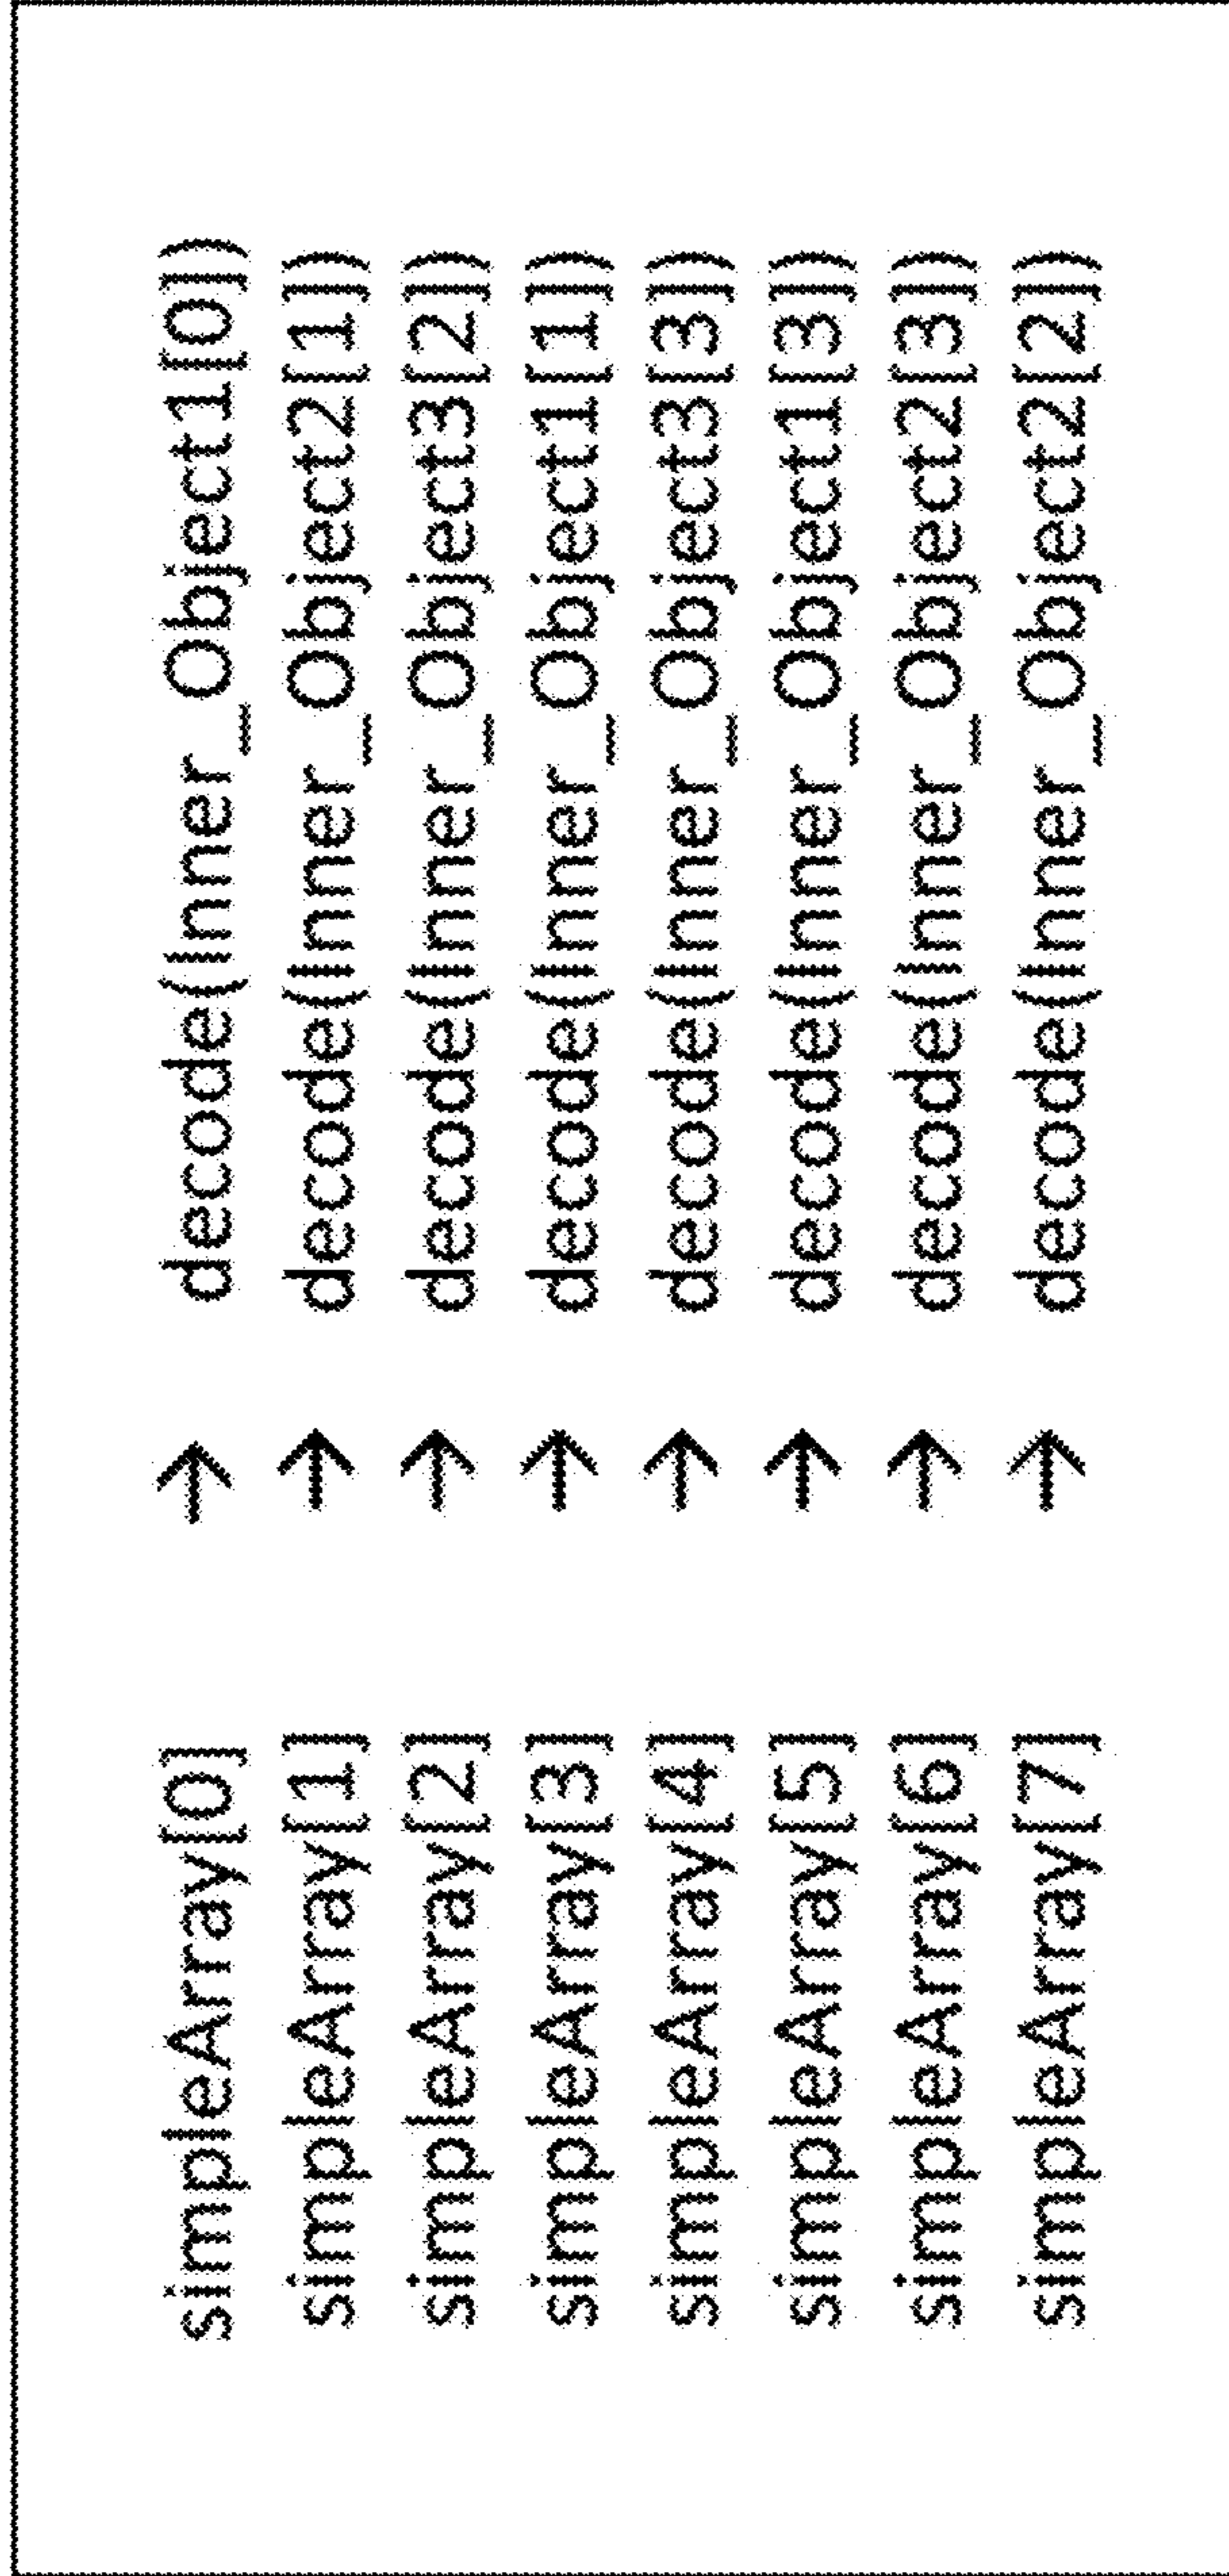 simpleArray[0] → decode(Inner_Object1[0])
simpleArray[1] → decode(Inner_Object2[1])
simpleArray[2] → decode(Inner_Object3[2])
simpleArray[3] → decode(Inner_Object1[1])
simpleArray[4] → decode(Inner_Object3[3])
simpleArray[5] → decode(Inner_Object1[3])
simpleArray[6] → decode(Inner_Object2[3])
simpleArray[7] → decode(Inner_Object2[2])